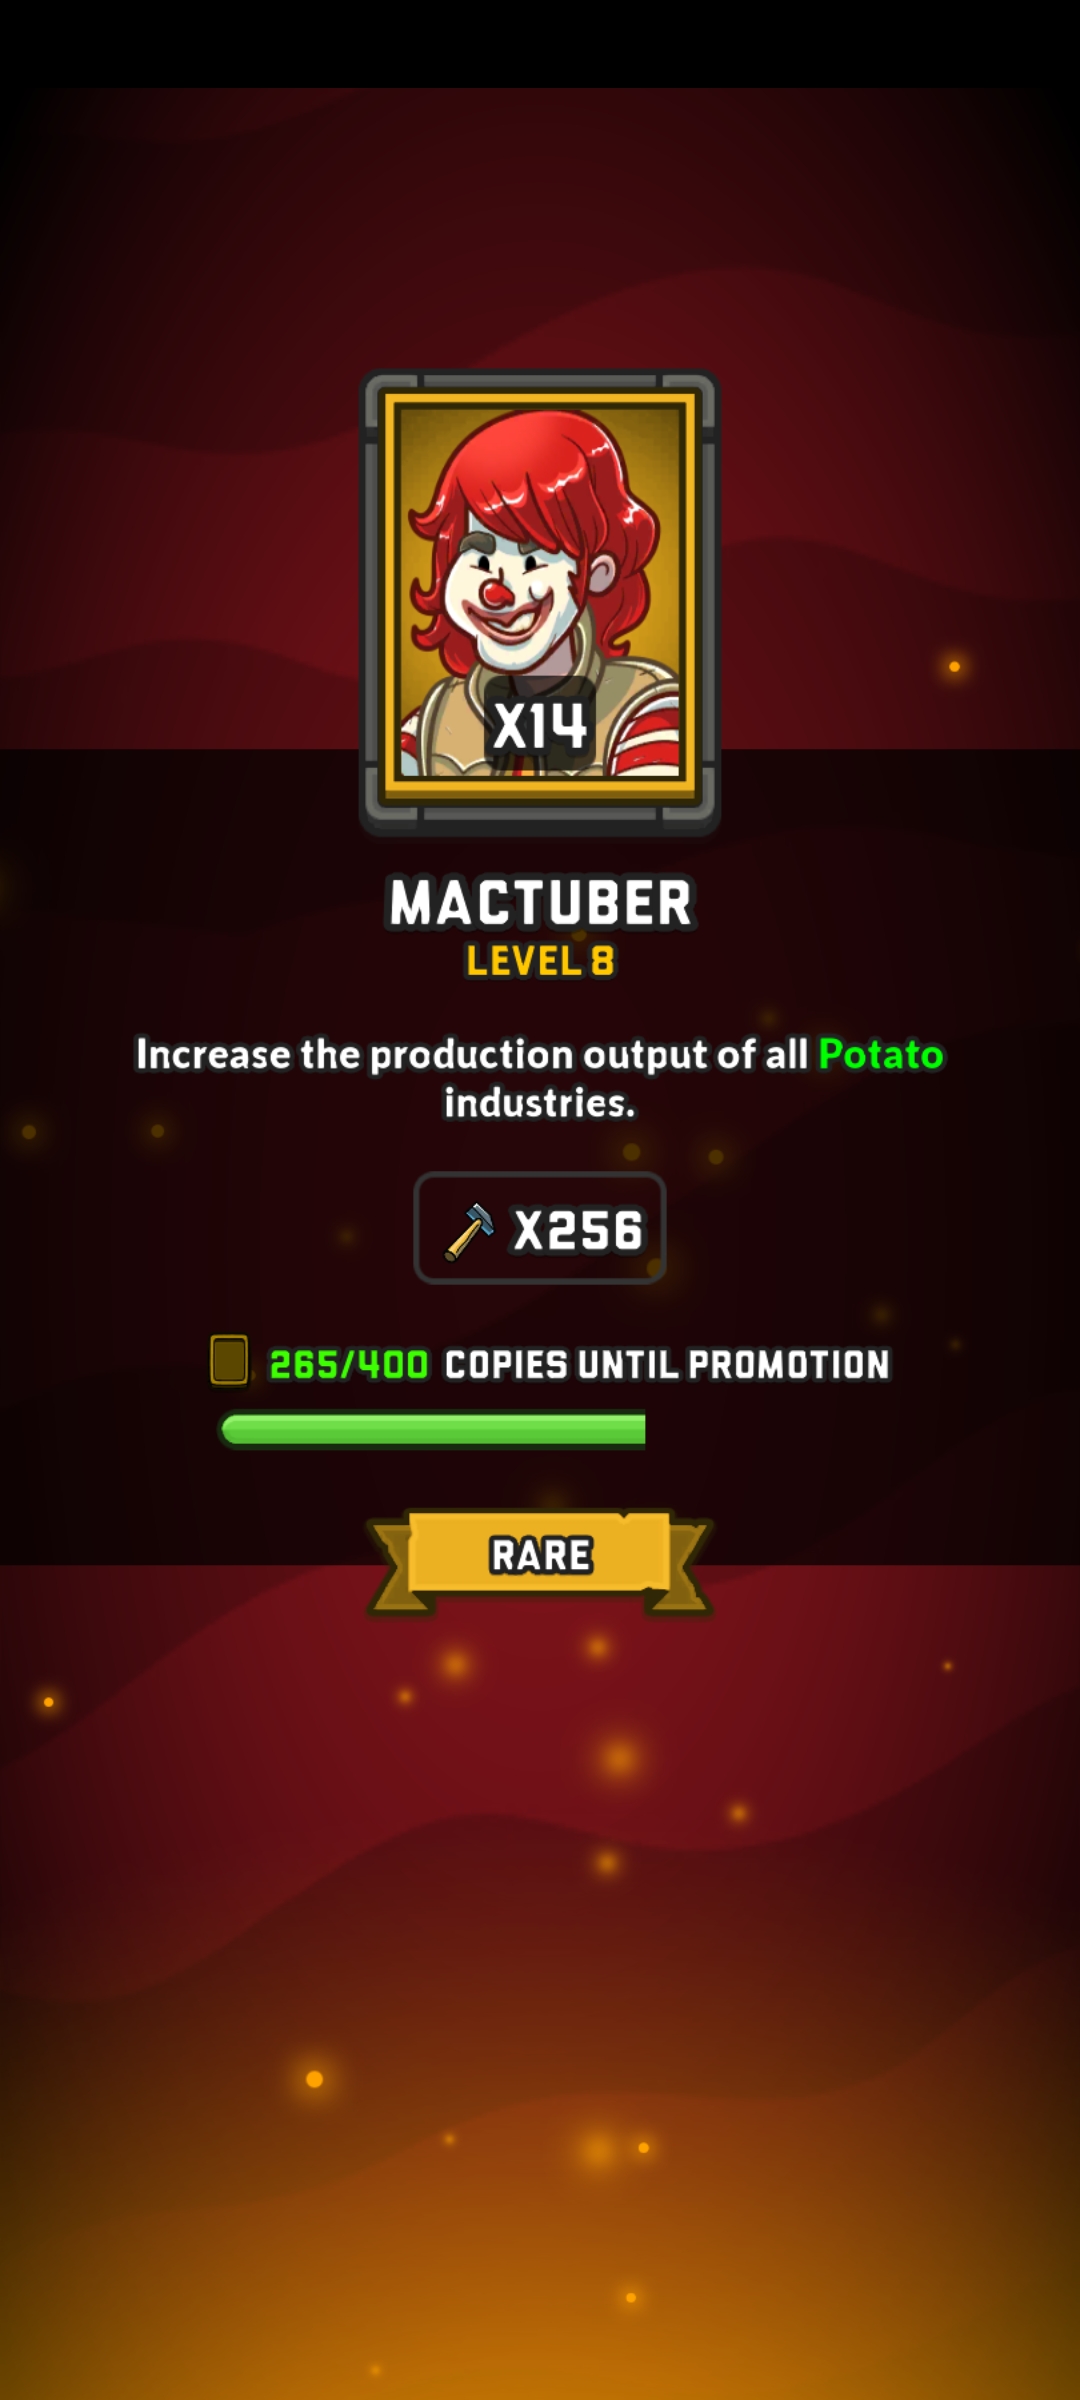 X14
MACTUBER
LEVEL 8
Increase the production output of all Potato
industries.
X256
265/400 COPIES UNTIL PROMOTION
RARE